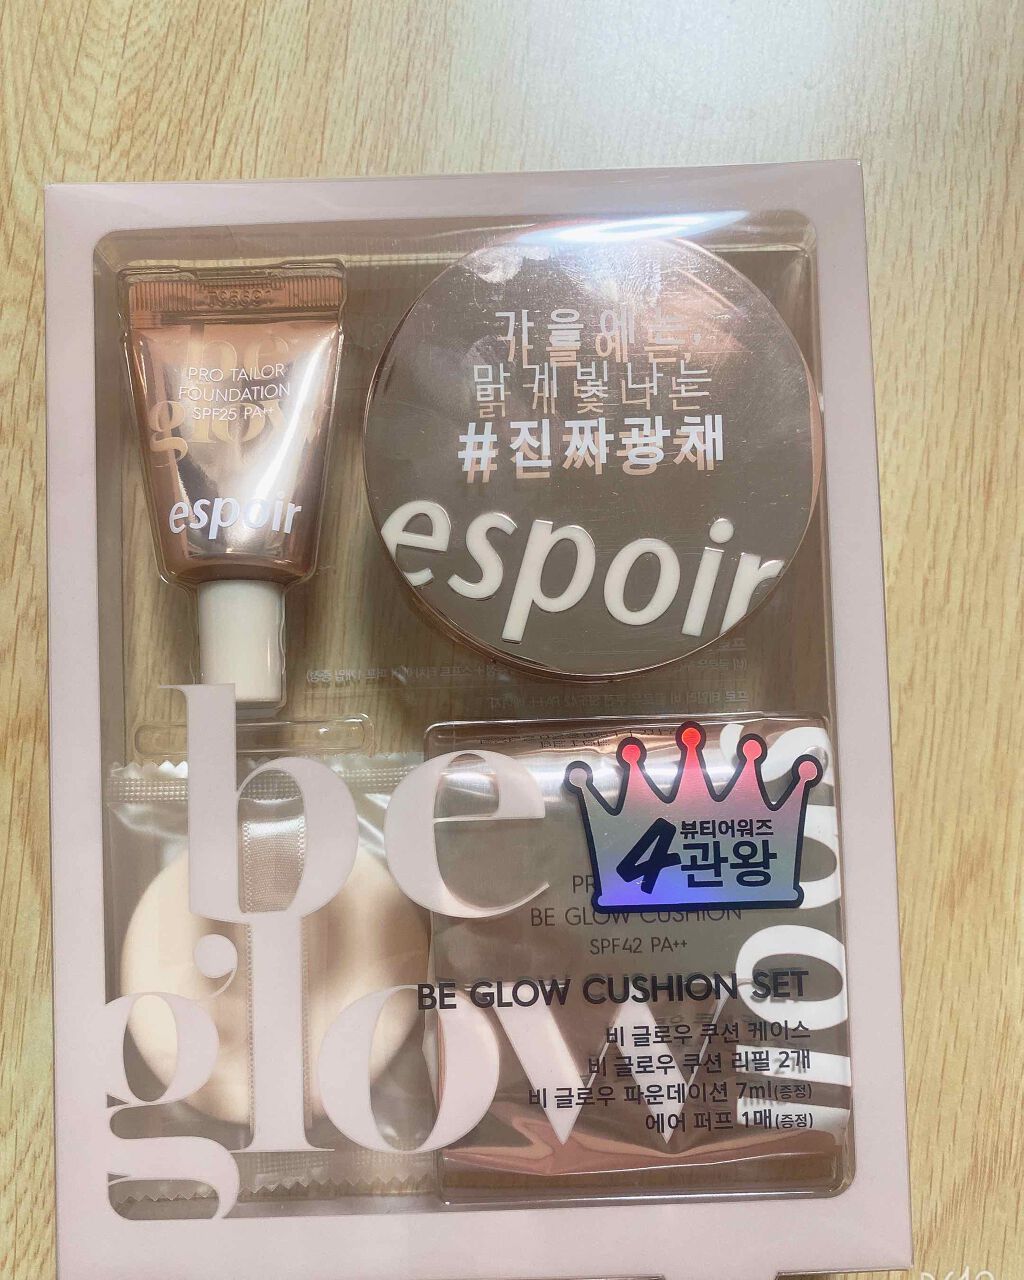 be
glow
PRO TAILOR
FOUNDATION
SPF25 PA++
espoir
가을에는,
맑게빛나는
#진짜광채
espoir
be
glow
뷰티어워즈
4관왕
BE GLOW CUSHION
SPF42 PA++
BE GLOW CUSHION SET
비 글로우 쿠션 케이스
비 글로우 쿠션 리필 2개
비 글로우 파운데이션 7ml(증정)
에어 퍼프 1매(증정)